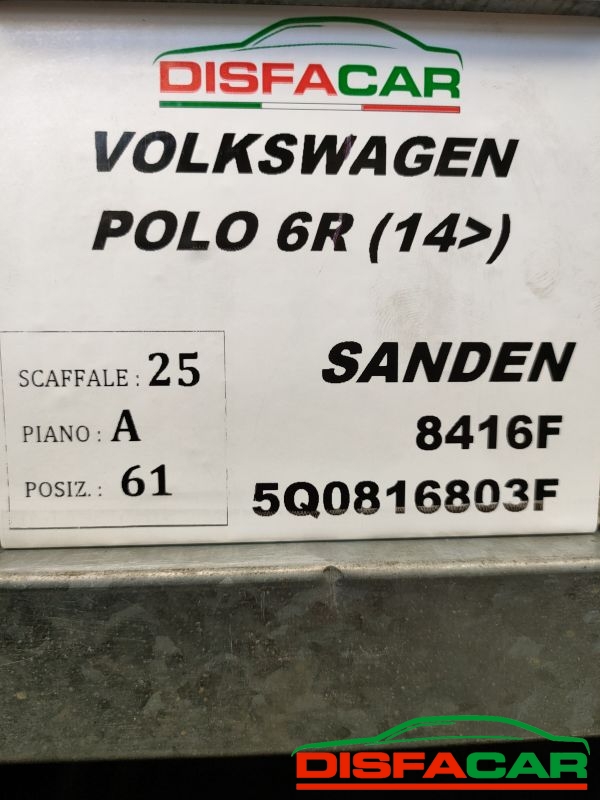 DISFACAR
VOLKSWAGEN
POLO 6R (14>)
SCAFFALE : 25
PIANO : A
POSIZ. : 61
SANDEN
8416F
5Q0816803F
DISFACAR